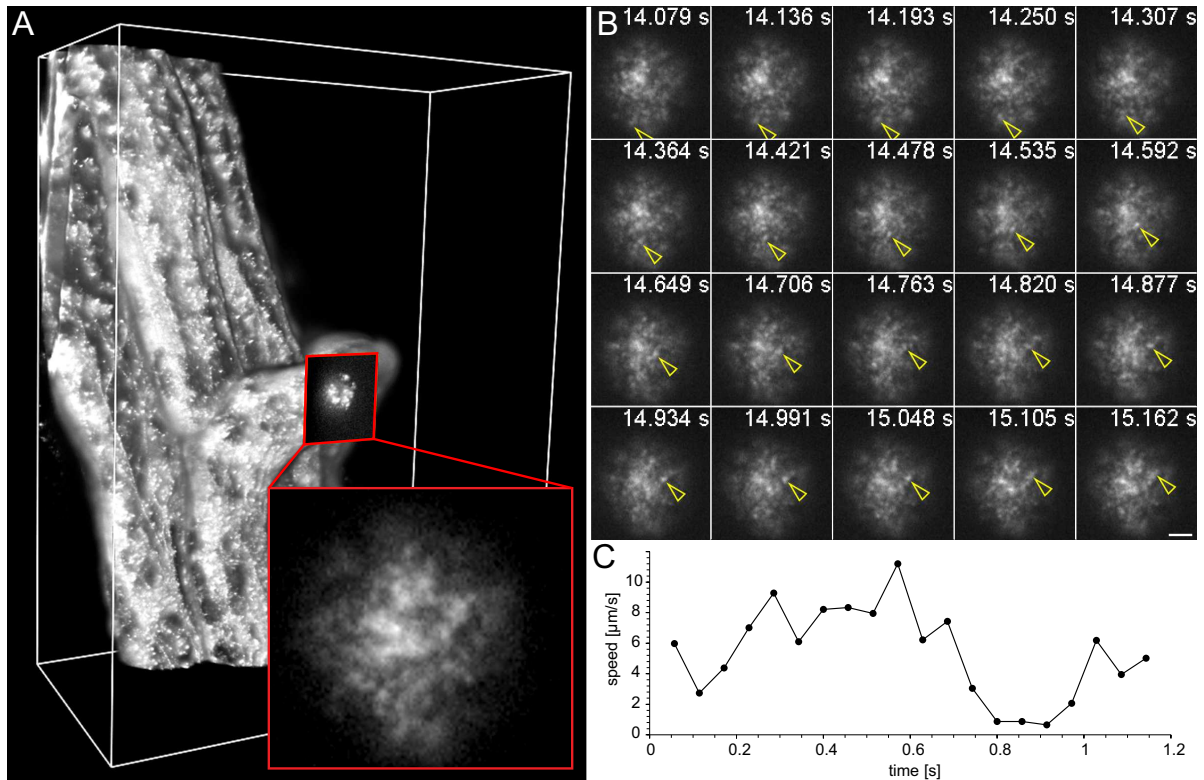 A
B
14.079 s 14.136 s 14.193 s 14.250 s 14.307 s
14.364 s 14.421 s 14.478 s 14.535 s 14.592 s
14.649 s 14.706 s 14.763 s 14.820 s 14.877 s
14.934 s 14.991 s 15.048 s 15.105 s 15.162 s
C
speed [µm/s]
10
8
6
4
2
0
0 0.2 0.4 0.6 0.8 1 1.2
time [s]